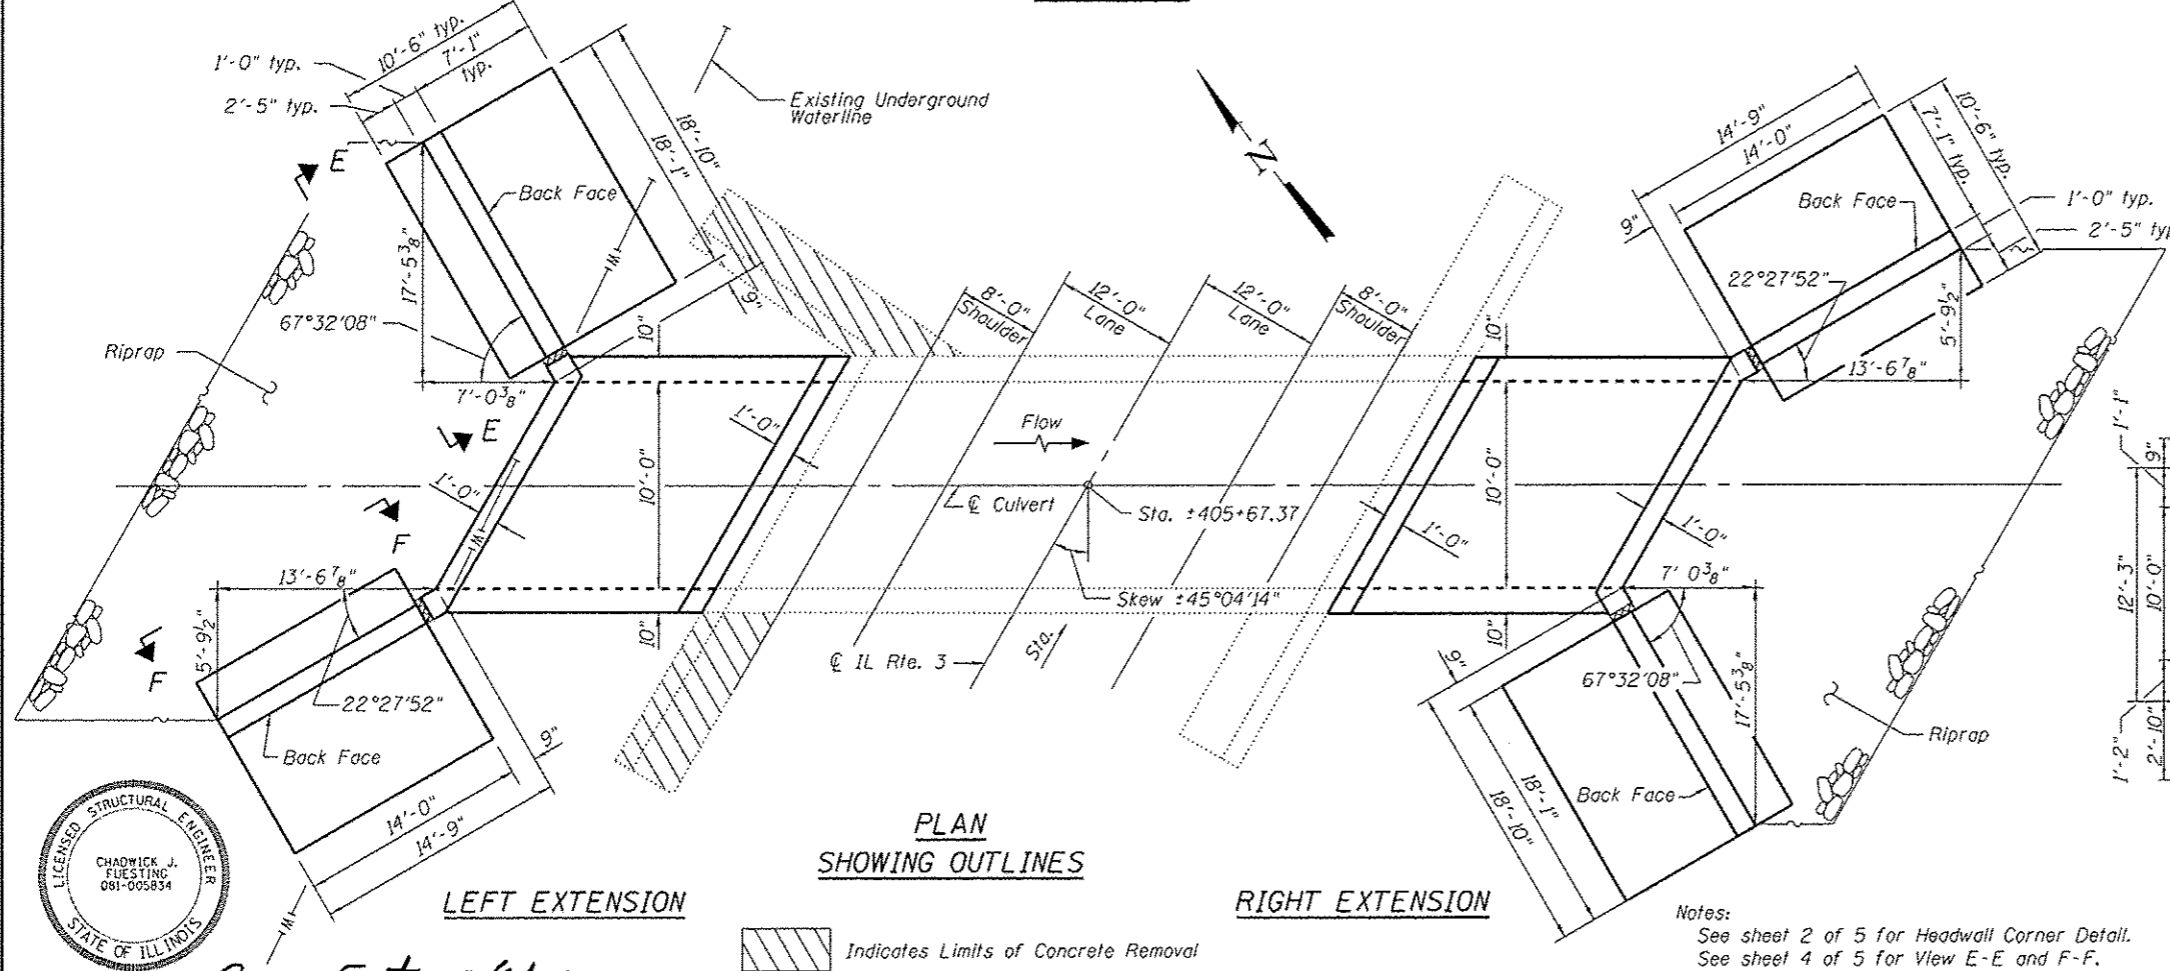 10'-6" typ.
7'-1"
typ.
1'-0" typ.
2'-5" typ.
Existing Underground
Waterline
18'-10"
18'-1"
E
Back Face
17'-5 3/8"
67°32'08"
Riprap
7'-0 3/8"
E
W
9"
10"
8'-0"
Shoulder
12'-0"
Lane
12'-0"
Lane
8'-0"
Shoulder
N
14'-9"
14'-0"
10'-6" typ.
7'-1" typ.
Back Face
1'-0" typ.
2'-5" typ
9"
22°27'52"
5'-9 1/2"
13'-6 7/8"
10"
1'-0"
Flow
10'-0"
1'-0"
W
℄ Culvert
Sta. ±405+67.37
10'-0"
1'-0"
1'-0"
1'-1"
9"
12'-3"
10'-0"
1'-2"
2'-10"
F
13'-6 7/8"
5'-9 1/2"
F
22°27'52"
Back Face
10"
Skew ±45°04'14"
℄ IL Rte. 3
Sta.
10"
7' 0 3/8"
9"
67°32'08"
17'-5 3/8"
Riprap
18'-1"
18'-10"
Back Face
9"
14'-0"
14'-9"
W
LICENSED STRUCTURAL ENGINEER
CHADWICK J.
FUESTING
081-005834
STATE OF ILLINOIS
PLAN
SHOWING OUTLINES
LEFT EXTENSION
RIGHT EXTENSION
Indicates Limits of Concrete Removal
Notes:
See sheet 2 of 5 for Headwall Corner Detail.
See sheet 4 of 5 for View E-E and F-F.